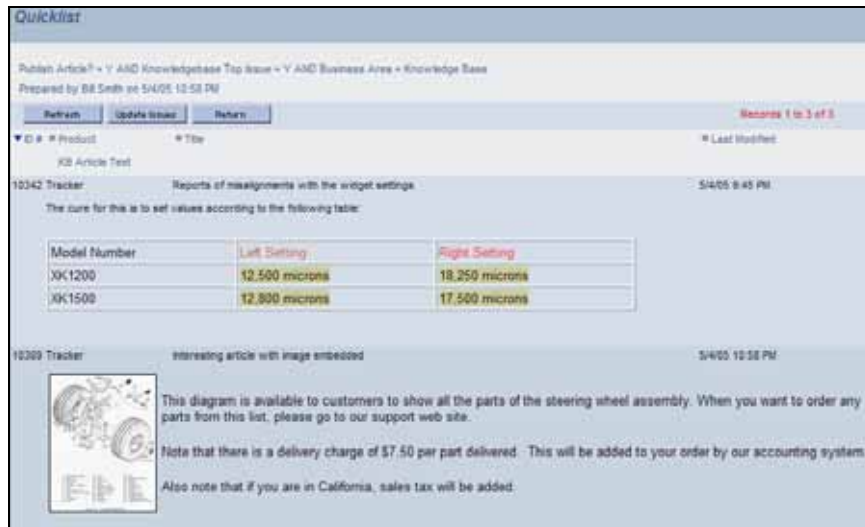 Quicklist
Publish Article? = Y AND Knowledgebase Top Issue = Y AND Business Area = Knowledge Base
Prepared by Bill Smith on 5/4/05 10:58 PM
Refresh Update Issues Return Records 1 to 3 of 3
ID # Product Title Last Modified
KB Article Text
10342 Tracker Reports of misalignments with the widget settings 5/4/05 9:45 PM
The cure for this is to set values according to the following table:
Model Number Left Setting Right Setting
XK1200 12,500 microns 18,250 microns
XK1500 12,800 microns 17,500 microns
Tracker Interesting article with image embedded 5/4/05 10:58 PM
This diagram is available to customers to show all the parts of the steering wheel assembly. When you want to order any
parts from this list, please go to our support web site.
Note that there is a delivery charge of $7.50 per part delivered. This will be added to your order by our accounting system
Also note that if you are in California, sales tax will be added.